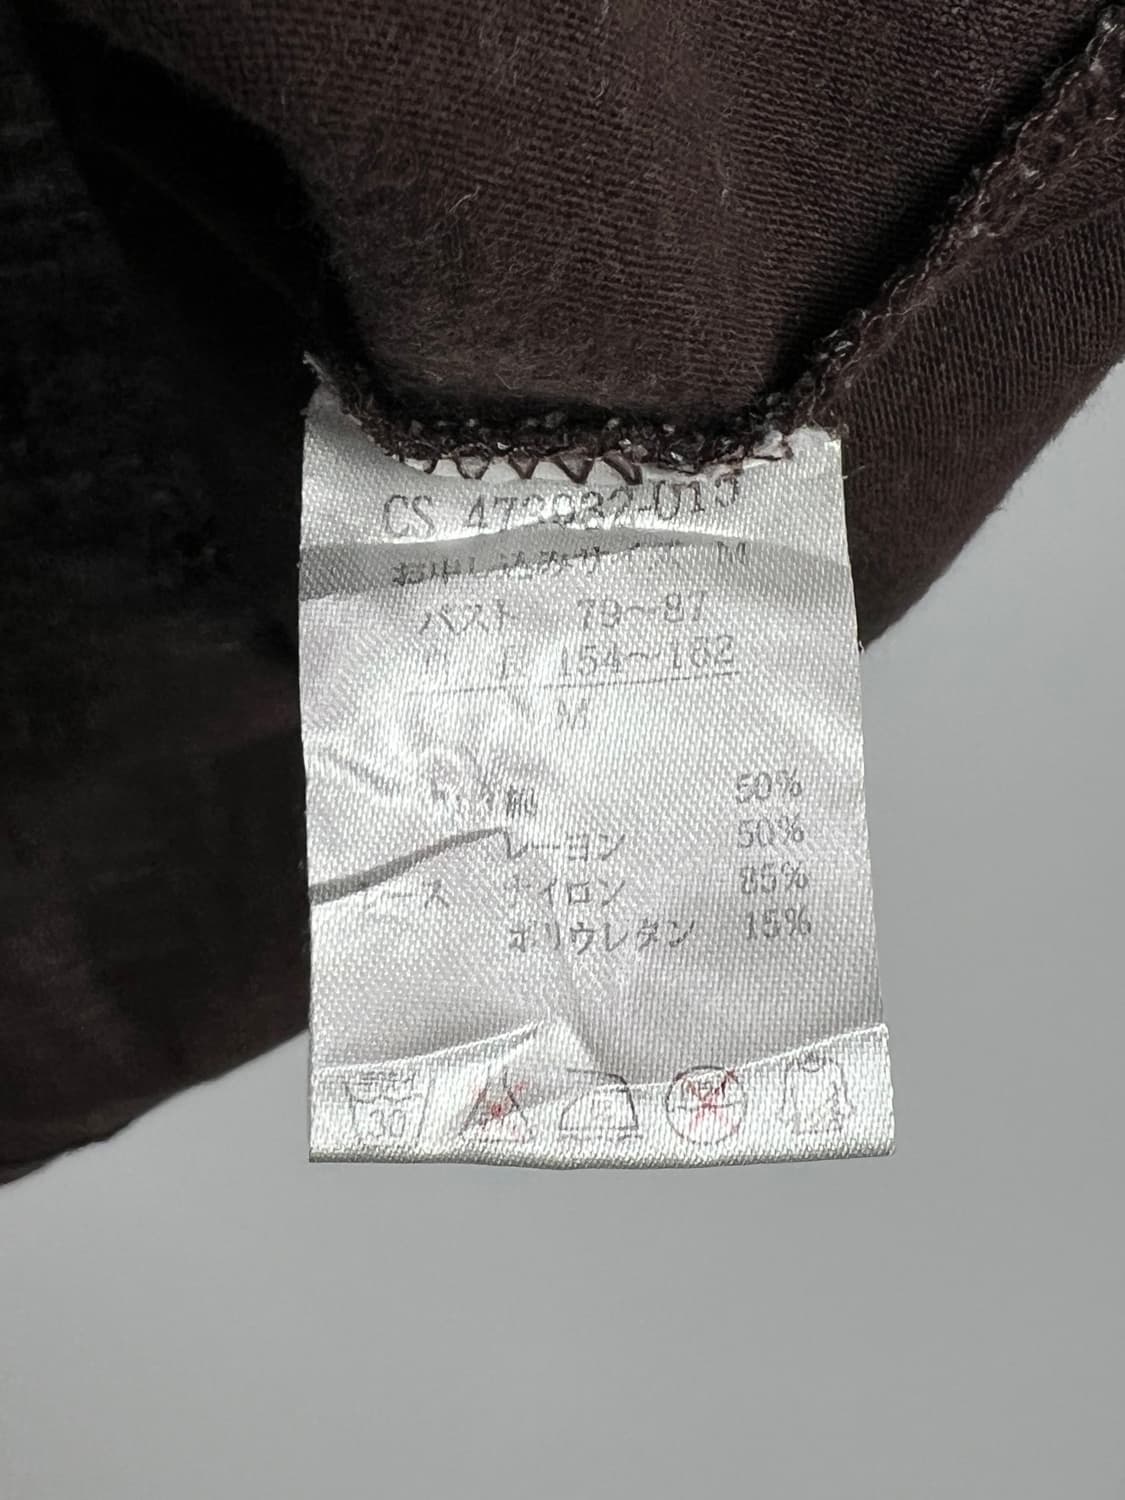 CS
お申し込みサイズ M
バスト 79～87
身長 154～162
M
綿 50%
レーヨン 50%
レース ナイロン 85%
ポリウレタン 15%
30